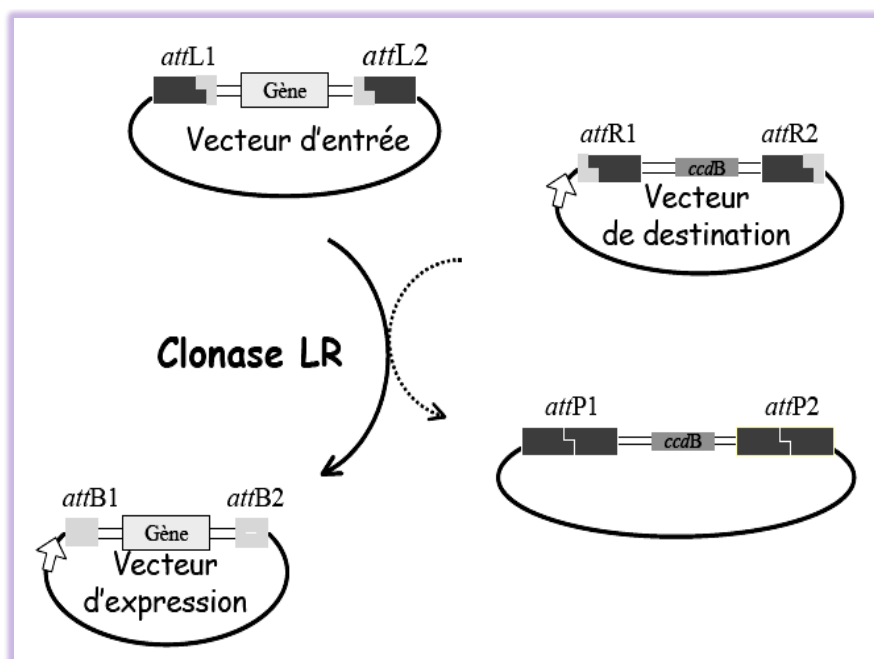 attL1
attL2
Gène
Vecteur d'entrée
attR1
attR2
ccdB
Vecteur
de destination
Clonase LR
attP1
attP2
ccdB
attB1
attB2
Gène
Vecteur
d'expression